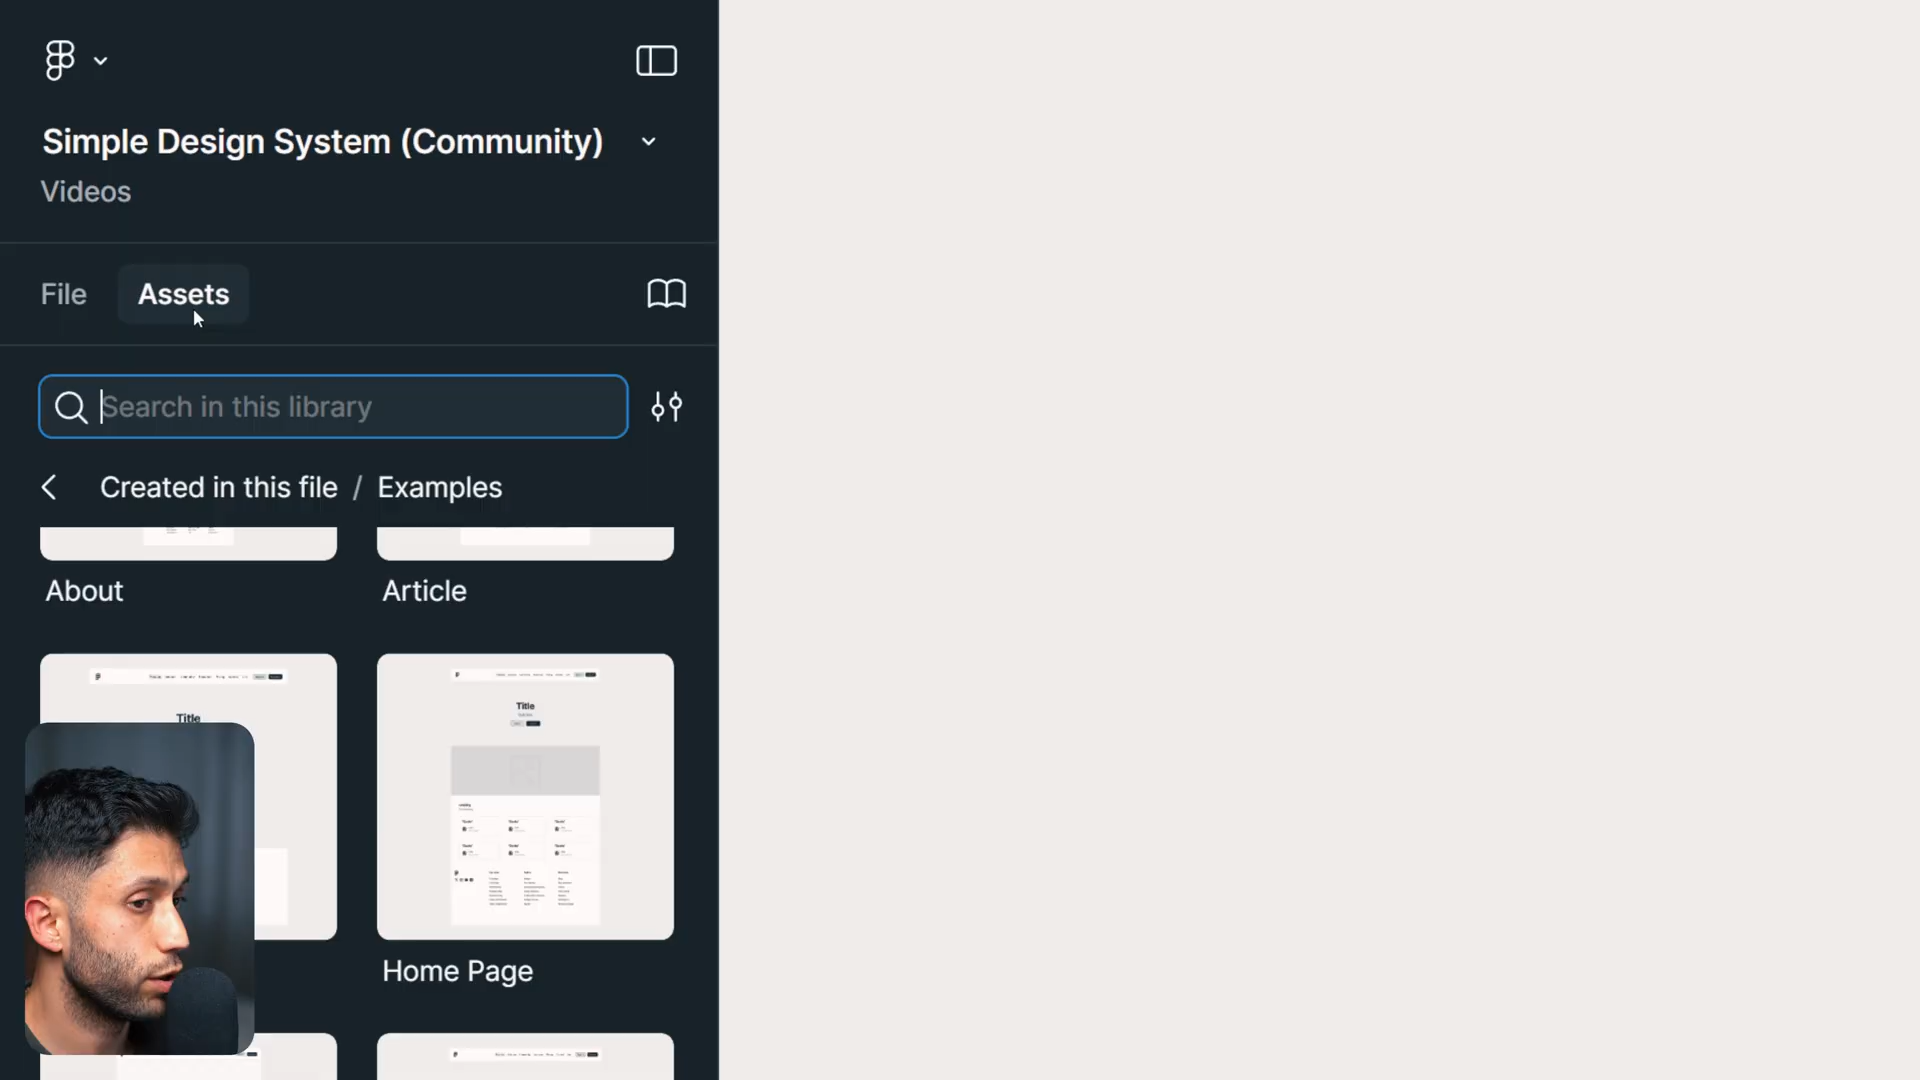 Simple Design System (Community)
Videos
File Assets
Search in this library
Created in this file / Examples
About Article
Title
Title
Home Page